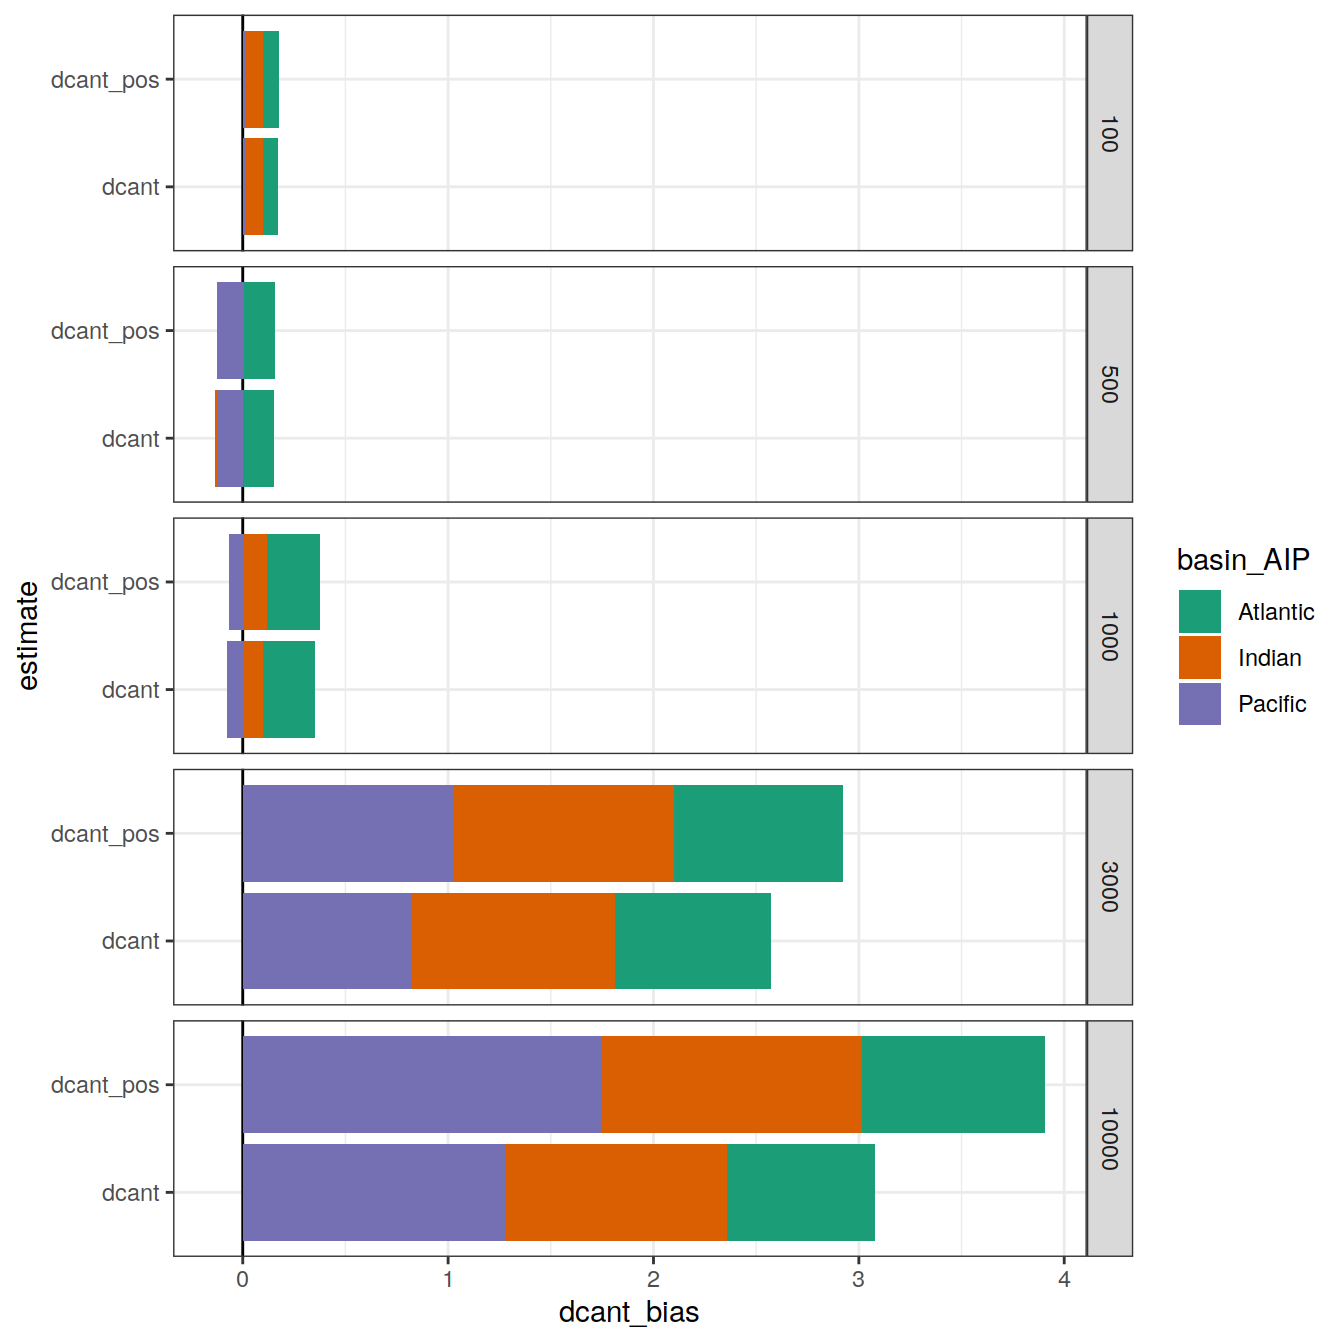 dcant_pos
dcant
100
dcant_pos
dcant
500
dcant_pos
dcant
1000
dcant_pos
dcant
3000
dcant_pos
dcant
10000
estimate
0 1 2 3 4
dcant_bias
basin_AIP
Atlantic
Indian
Pacific